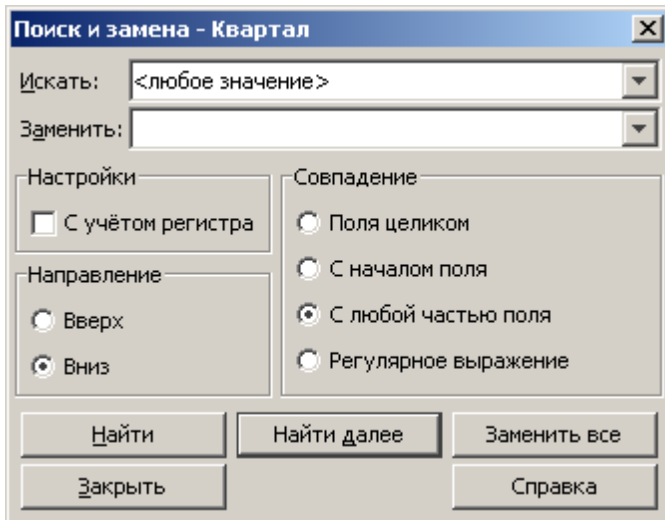 Поиск и замена - Квартал
Искать: <любое значение>
Заменить:
Настройки
С учётом регистра
Направление
Вверх
Вниз
Совпадение
Поля целиком
С началом поля
С любой частью поля
Регулярное выражение
Найти Найти далее Заменить все
Закрыть Справка